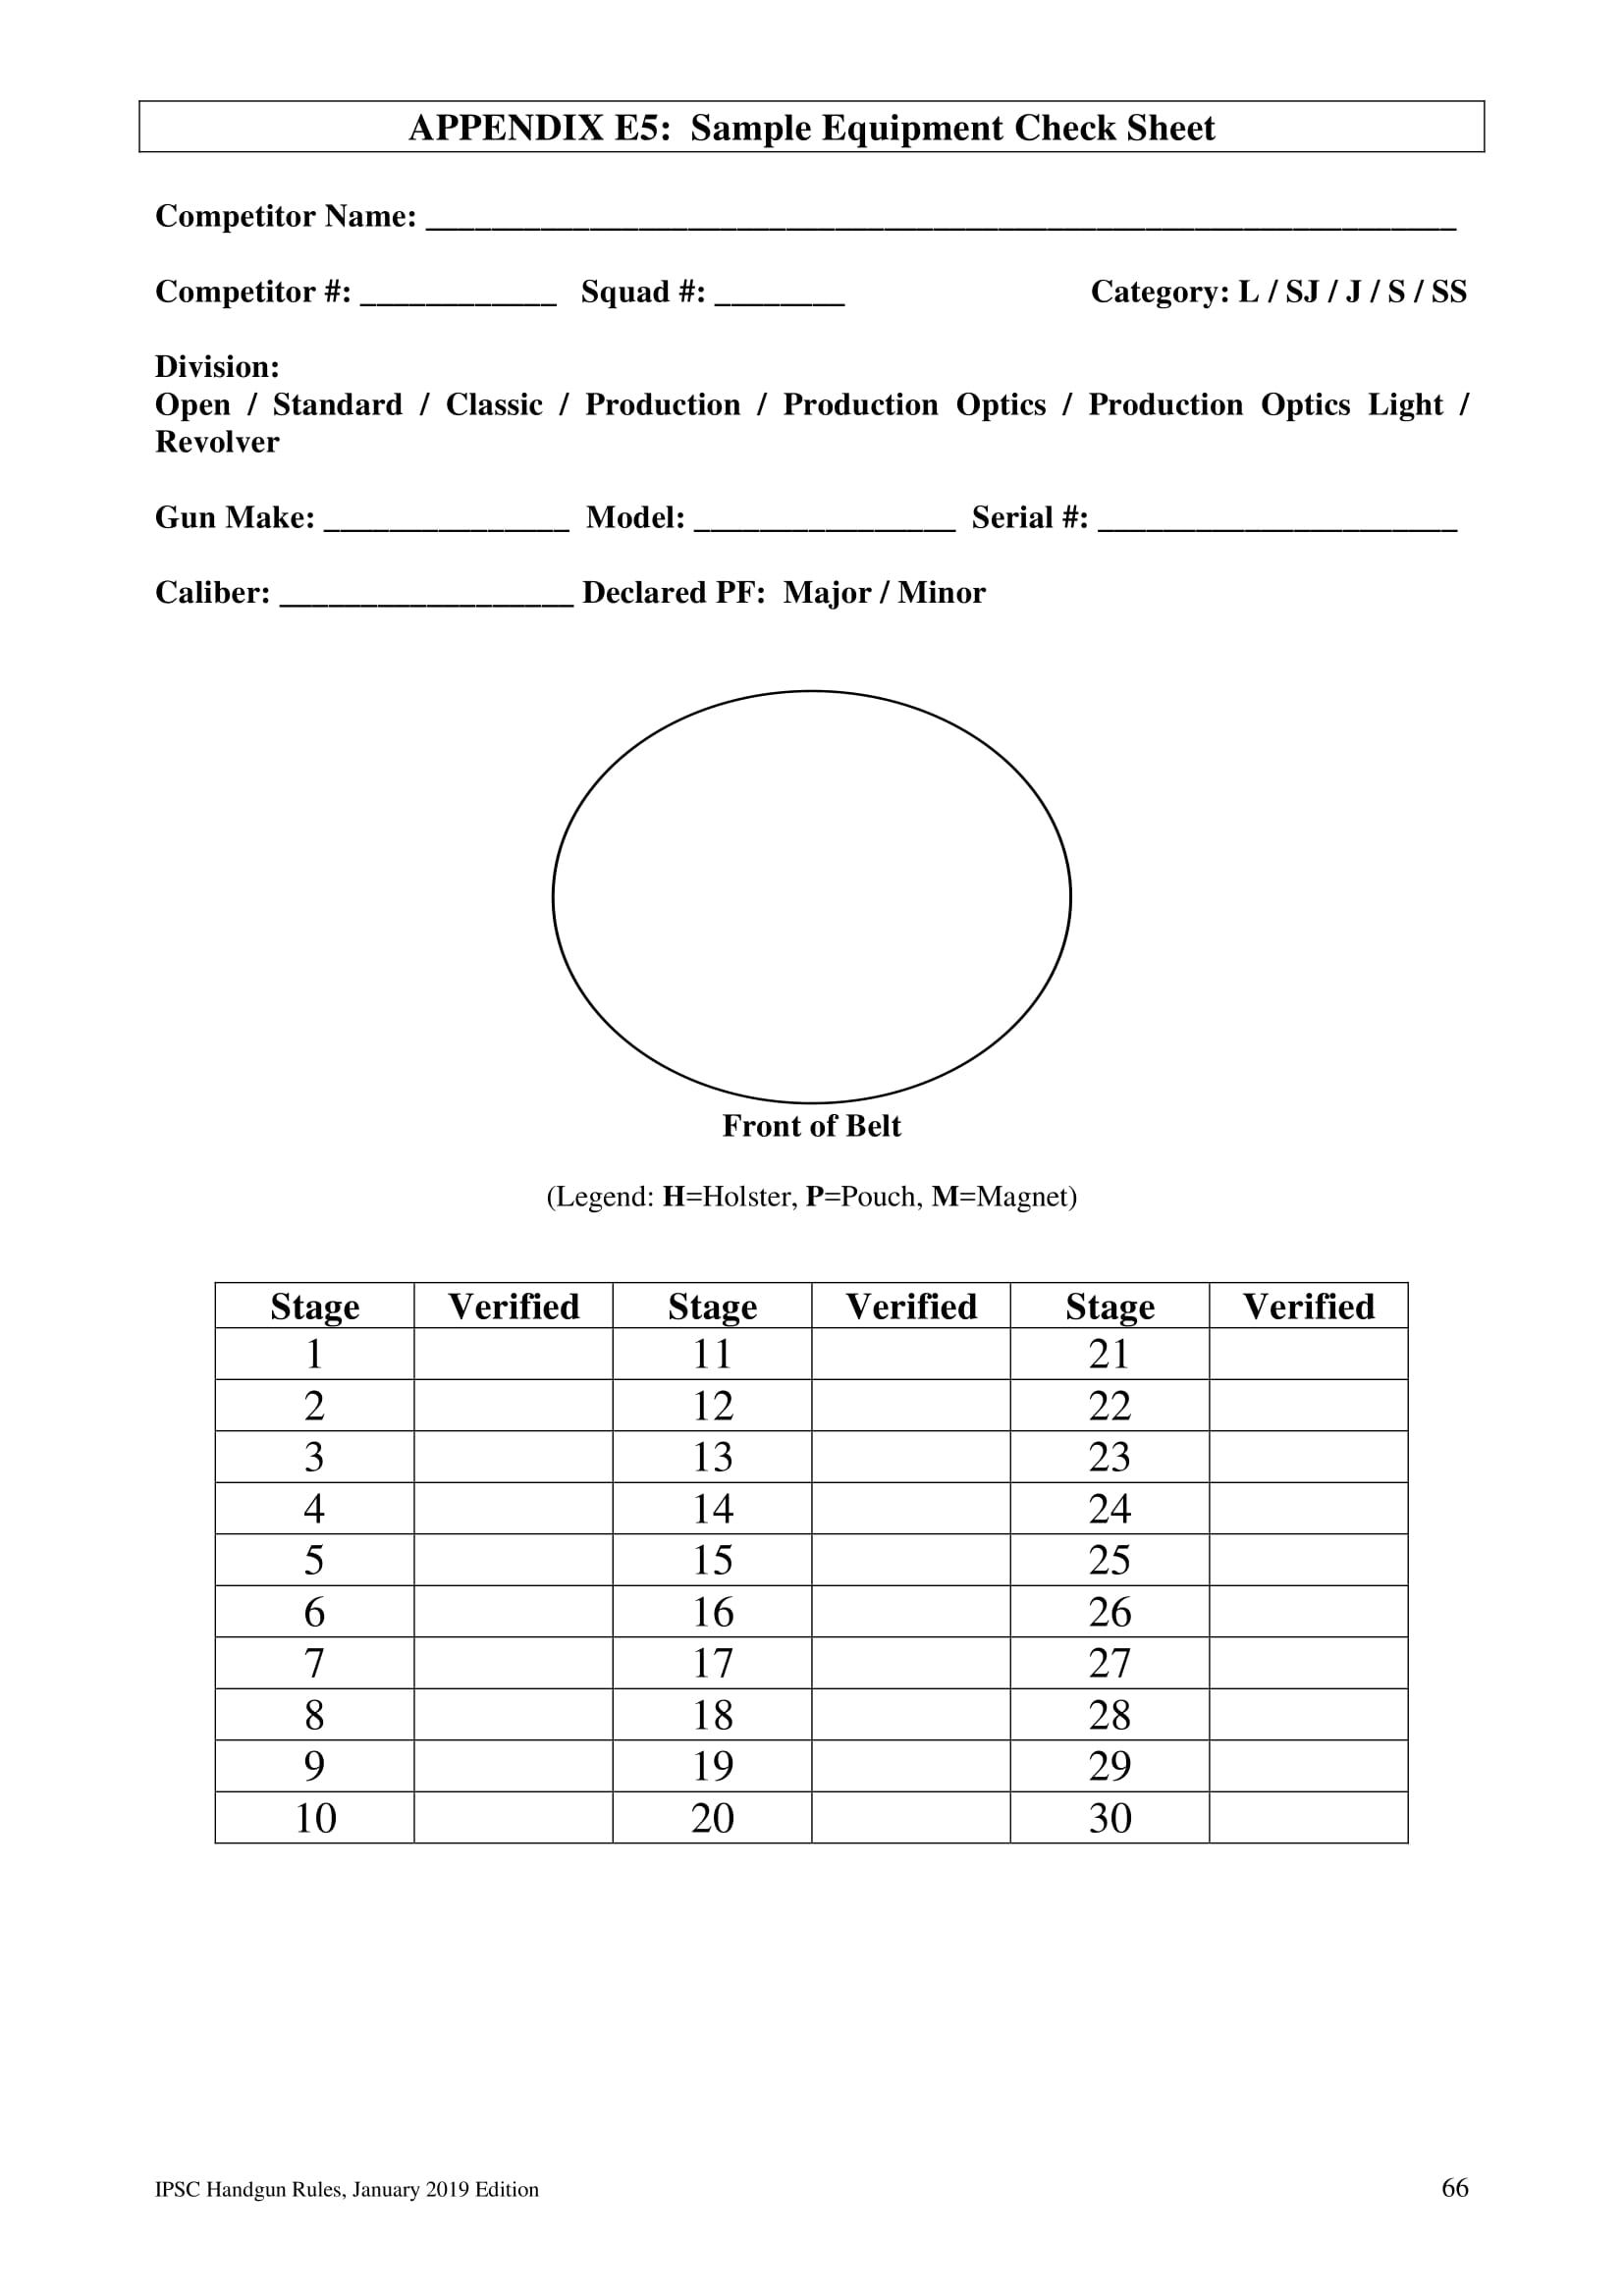 APPENDIX E5: Sample Equipment Check Sheet
Competitor Name: _______________________________________________________________
Competitor #: ____________ Squad #: ________ Category: L / SJ / J / S / SS
Division:
Open / Standard / Classic / Production / Production Optics / Production Optics Light /
Revolver
Gun Make: _______________ Model: ________________ Serial #: ______________________
Caliber: __________________ Declared PF: Major / Minor
Front of Belt
(Legend: H=Holster, P=Pouch, M=Magnet)
Stage Verified Stage Verified Stage Verified
1 11 21
2 12 22
3 13 23
4 14 24
5 15 25
6 16 26
7 17 27
8 18 28
9 19 29
10 20 30
IPSC Handgun Rules, January 2019 Edition 66